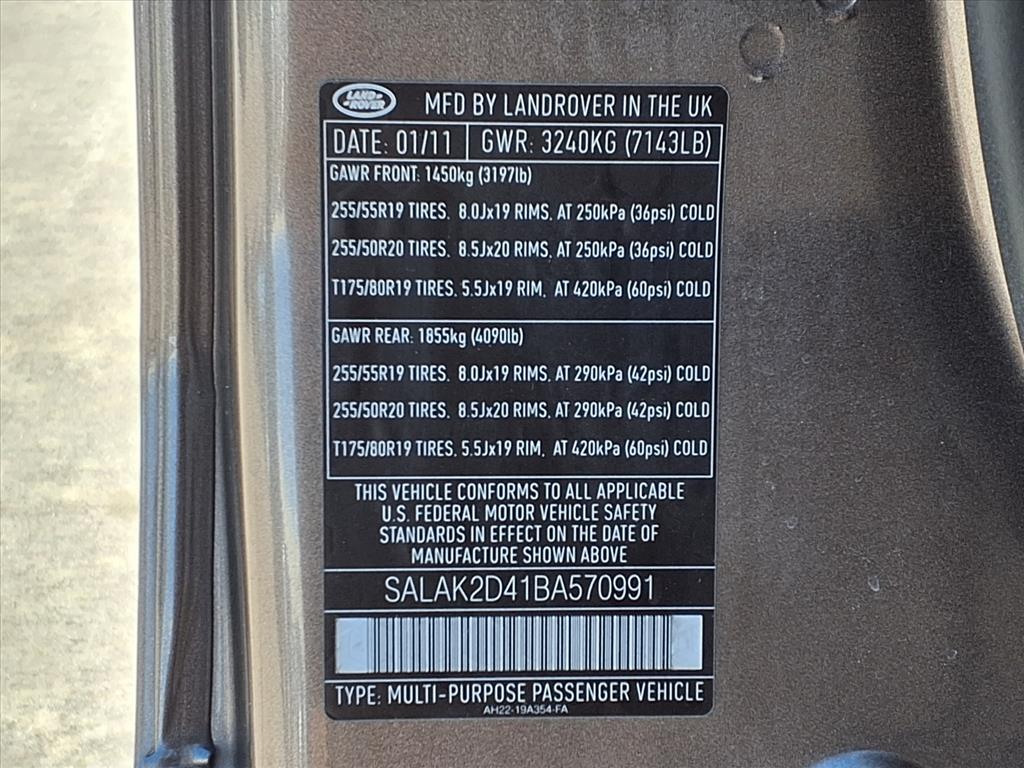 LAND-
-ROVER
MFD BY LANDROVER IN THE UK
DATE: 01/11 GWR: 3240KG (7143LB)
GAWR FRONT: 1450kg (3197lb)
255/55R19 TIRES, 8.0Jx19 RIMS, AT 250kPa (36psi) COLD
255/50R20 TIRES, 8.5Jx20 RIMS, AT 250kPa (36psi) COLD
T175/80R19 TIRES, 5.5Jx19 RIM, AT 420kPa (60psi) COLD
GAWR REAR: 1855kg (4090lb)
255/55R19 TIRES, 8.0Jx19 RIMS, AT 290kPa (42psi) COLD
255/50R20 TIRES, 8.5Jx20 RIMS, AT 290kPa (42psi) COLD
T175/80R19 TIRES, 5.5Jx19 RIM, AT 420kPa (60psi) COLD
THIS VEHICLE CONFORMS TO ALL APPLICABLE
U.S. FEDERAL MOTOR VEHICLE SAFETY
STANDARDS IN EFFECT ON THE DATE OF
MANUFACTURE SHOWN ABOVE
SALAK2D41BA570991
TYPE: MULTI-PURPOSE PASSENGER VEHICLE
AH22-19A354-FA